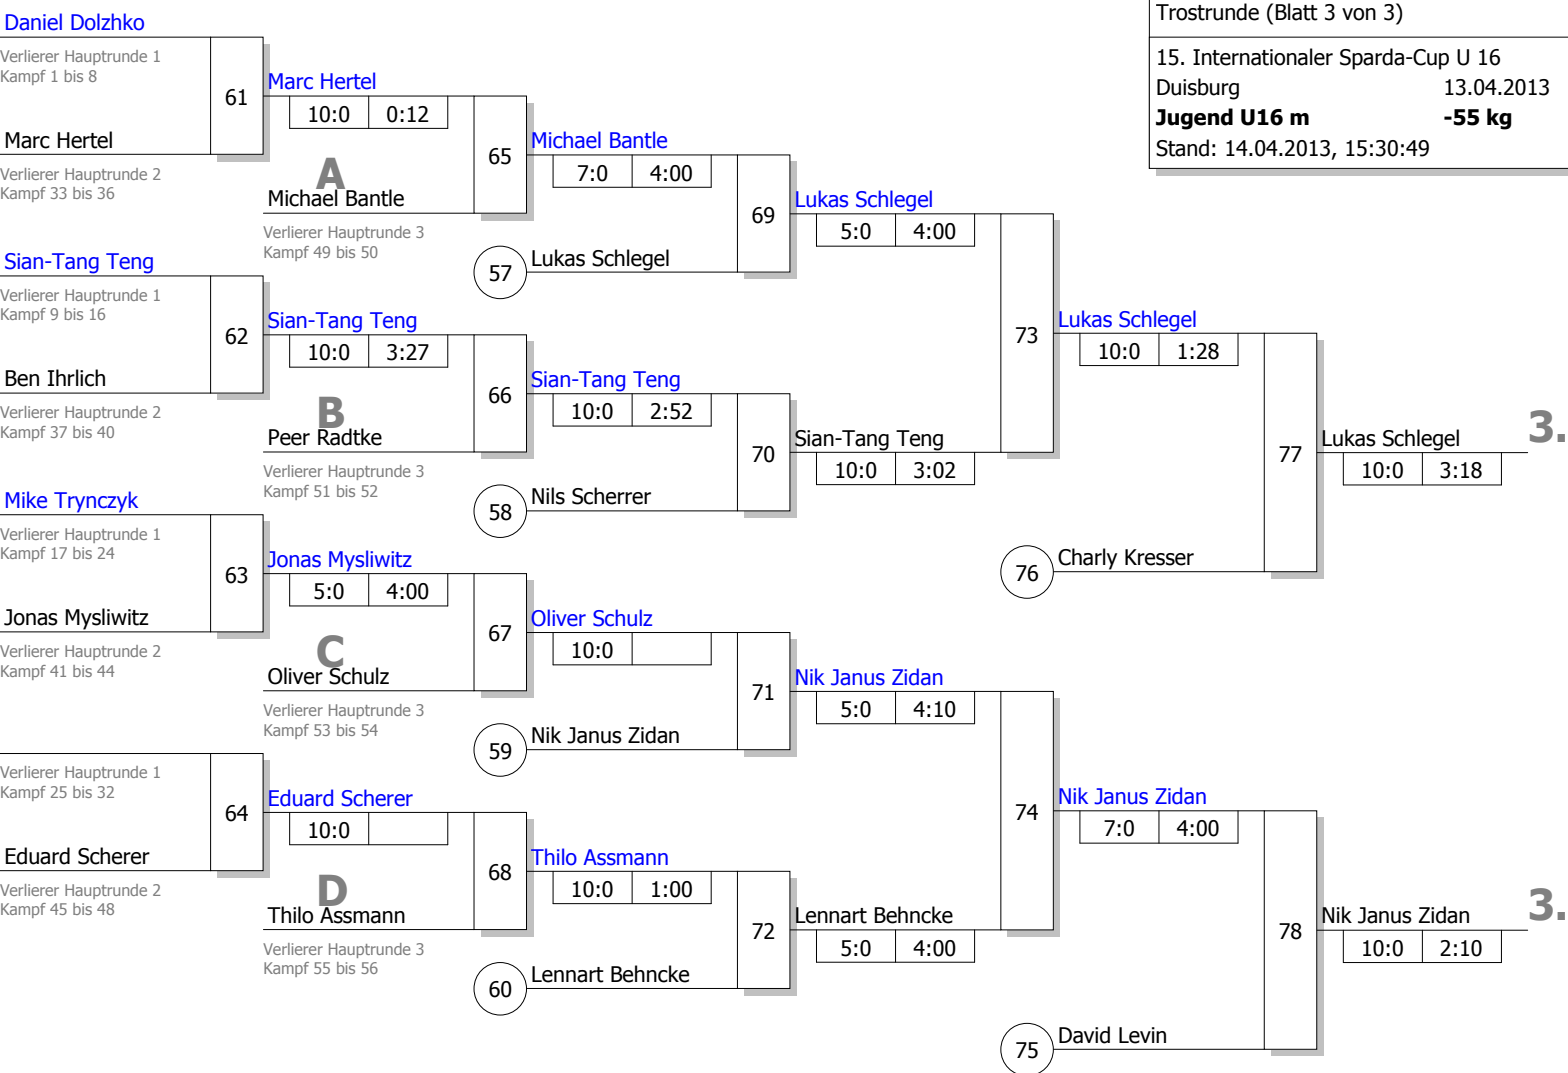 Trostrunde (Blatt 3 von 3)
15. Internationaler Sparda-Cup U 16
Duisburg 13.04.2013
Jugend U16 m -55 kg
Stand: 14.04.2013, 15:30:49
Daniel Dolzhko
Verlierer Hauptrunde 1
Kampf 1 bis 8
61
Marc Hertel
Verlierer Hauptrunde 2
Kampf 33 bis 36
Sian-Tang Teng
Verlierer Hauptrunde 1
Kampf 9 bis 16
62
Ben Ihrlich
Verlierer Hauptrunde 2
Kampf 37 bis 40
Mike Trynczyk
Verlierer Hauptrunde 1
Kampf 17 bis 24
63
Jonas Mysliwitz
Verlierer Hauptrunde 2
Kampf 41 bis 44
Verlierer Hauptrunde 1
Kampf 25 bis 32
64
Eduard Scherer
Verlierer Hauptrunde 2
Kampf 45 bis 48
Marc Hertel
10:0 0:12
A
65
Michael Bantle
Verlierer Hauptrunde 3
Kampf 49 bis 50
Sian-Tang Teng
10:0 3:27
B
66
Peer Radtke
Verlierer Hauptrunde 3
Kampf 51 bis 52
Jonas Mysliwitz
5:0 4:00
C
67
Oliver Schulz
Verlierer Hauptrunde 3
Kampf 53 bis 54
Eduard Scherer
10:0
D
68
Thilo Assmann
Verlierer Hauptrunde 3
Kampf 55 bis 56
Michael Bantle
7:0 4:00
69
57 Lukas Schlegel
Sian-Tang Teng
10:0 2:52
70
58 Nils Scherrer
Oliver Schulz
10:0
71
59 Nik Janus Zidan
Thilo Assmann
10:0 1:00
72
60 Lennart Behncke
Lukas Schlegel
5:0 4:00
73
Sian-Tang Teng
10:0 3:02
Nik Janus Zidan
5:0 4:10
74
Lennart Behncke
5:0 4:00
Lukas Schlegel
10:0 1:28
77
76 Charly Kresser
Nik Janus Zidan
7:0 4:00
78
75 David Levin
Lukas Schlegel 3.
10:0 3:18
Nik Janus Zidan 3.
10:0 2:10